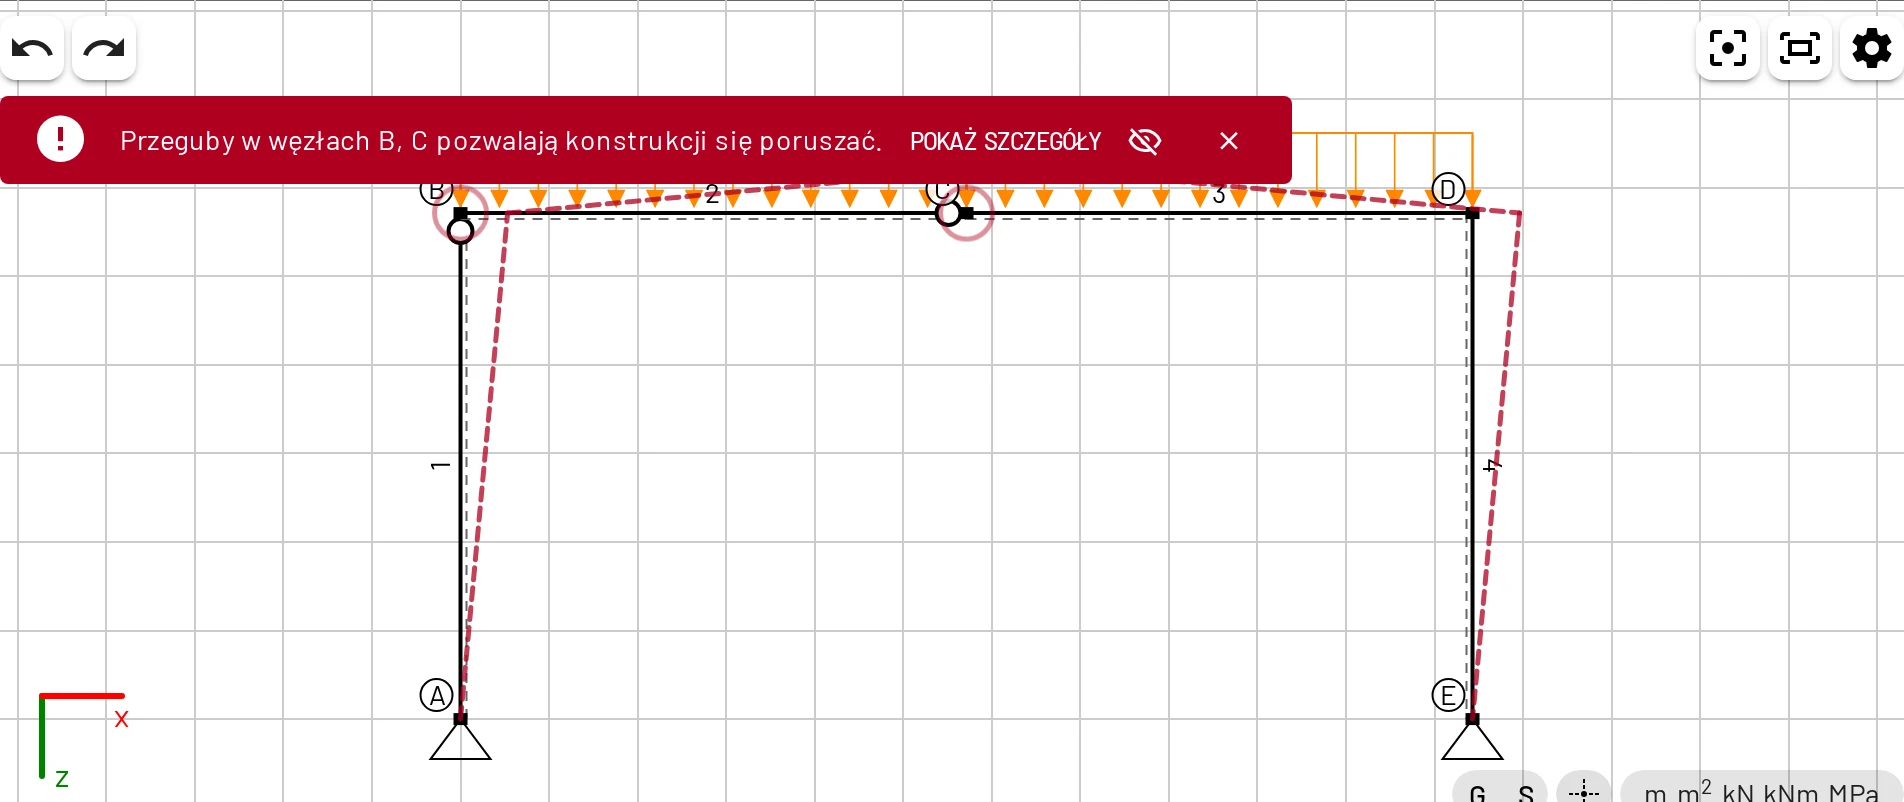 Przeguby w węzłach B, C pozwalają konstrukcji się poruszać. POKAŻ SZCZEGÓŁY
B 2 C 3 D
1 4
A E
x
z
G S m m² kN kNm MPa